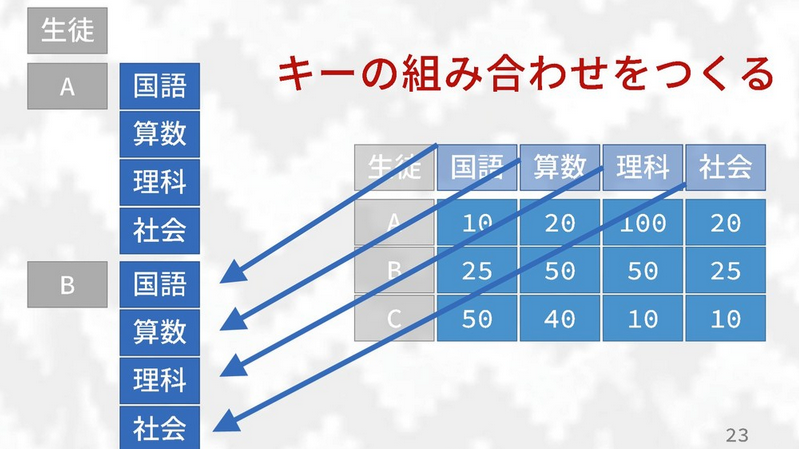 生徒
キーの組み合わせをつくる
A 国語
算数
理科
社会
B 国語
算数
理科
社会
生徒 国語 算数 理科 社会
A 10 20 100 20
B 25 50 50 25
C 50 40 10 10
23